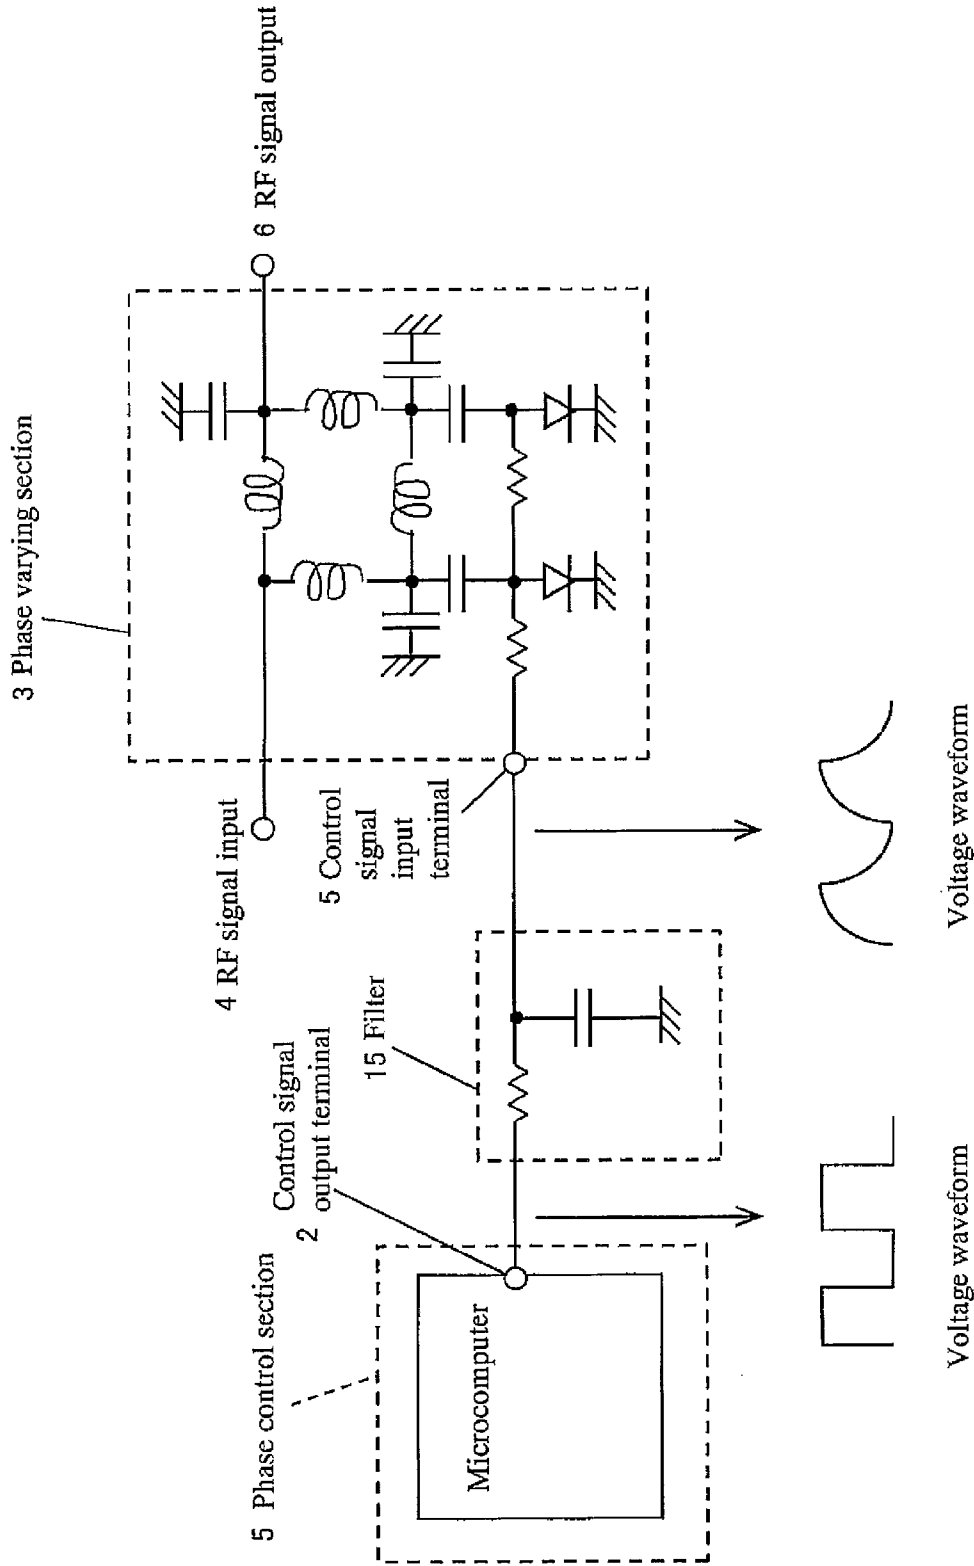 3 Phase varying section
4 RF signal input
6 RF signal output
5 Control
signal
input
terminal
15 Filter
Control signal
2 output terminal
5 Phase control section
Microcomputer
Voltage waveform
Voltage waveform